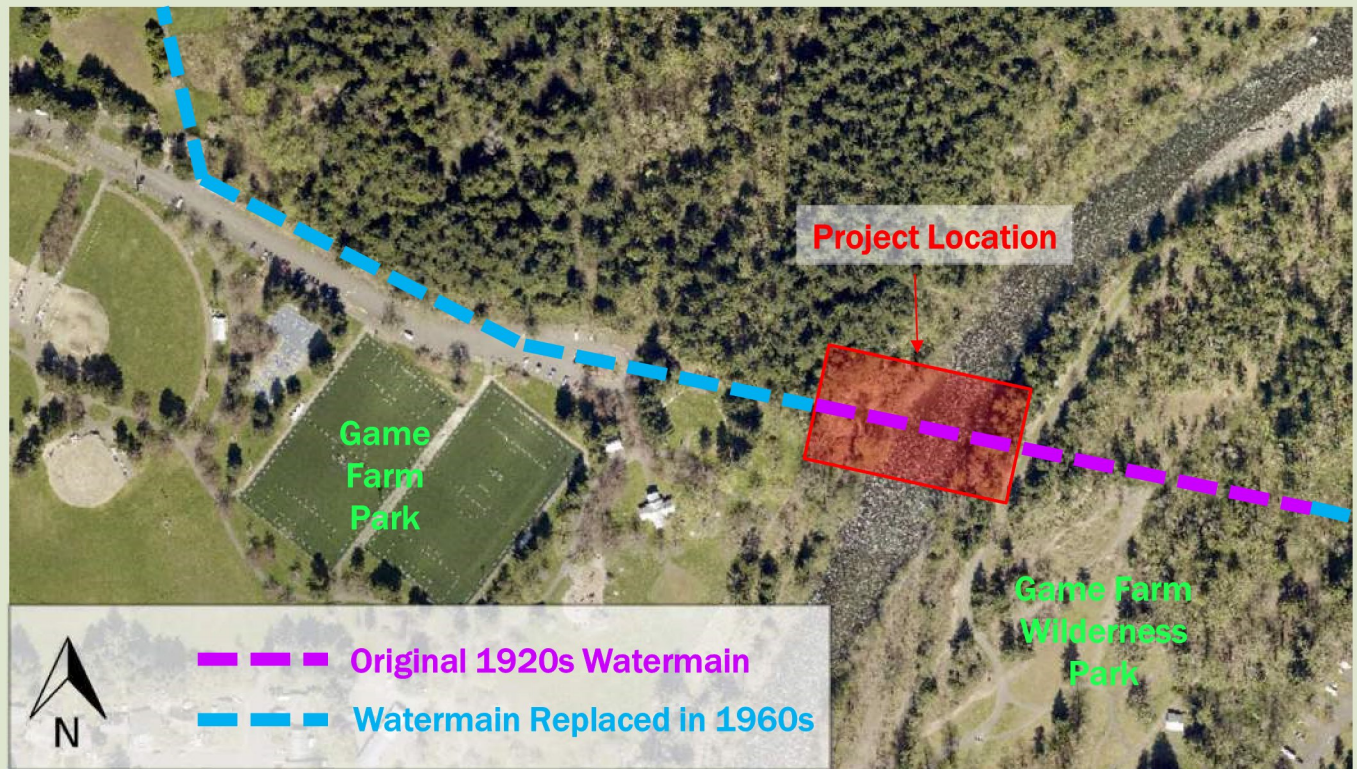 Project Location
Game
Farm
Park
Game Farm
Wilderness
Park
Original 1920s Watermain
Watermain Replaced in 1960s
N